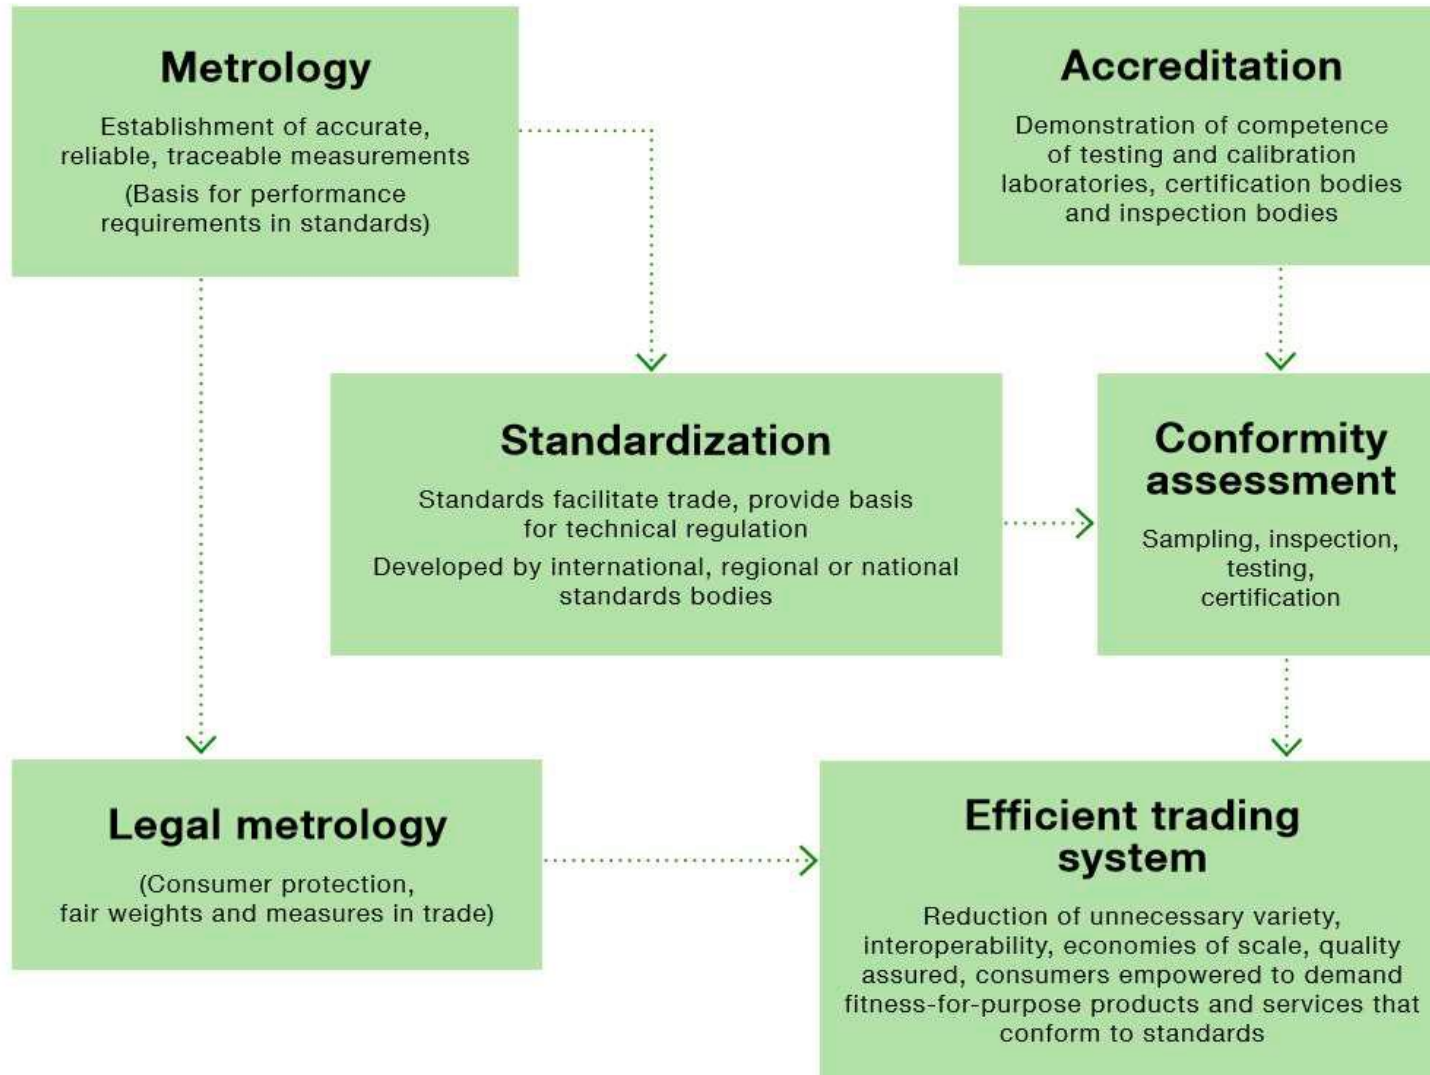 Metrology
Establishment of accurate,
reliable, traceable measurements
(Basis for performance
requirements in standards)
Accreditation
Demonstration of competence
of testing and calibration
laboratories, certification bodies
and inspection bodies
Standardization
Standards facilitate trade, provide basis
for technical regulation
Developed by international, regional or national
standards bodies
Conformity
assessment
Sampling, inspection,
testing,
certification
Legal metrology
(Consumer protection,
fair weights and measures in trade)
Efficient trading
system
Reduction of unnecessary variety,
interoperability, economies of scale, quality
assured, consumers empowered to demand
fitness-for-purpose products and services that
conform to standards